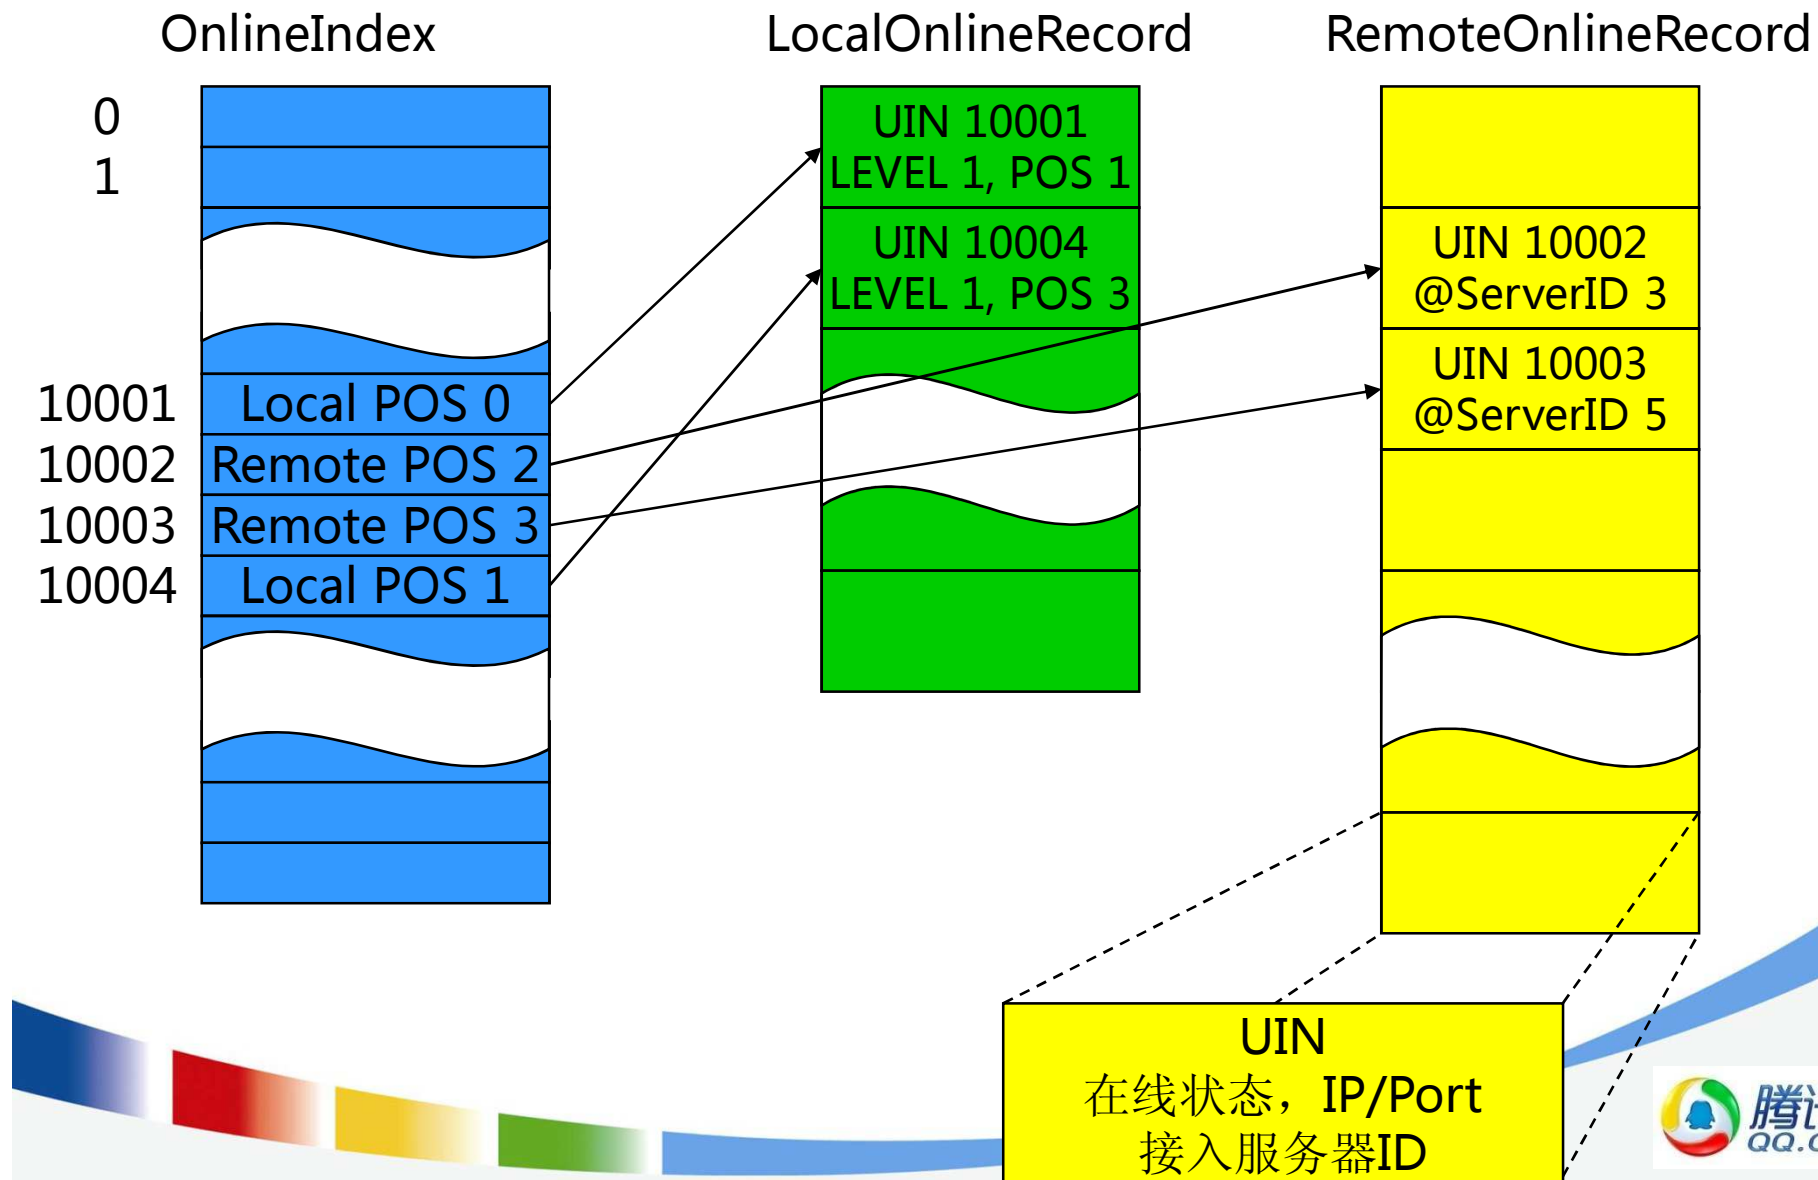 OnlineIndex
LocalOnlineRecord
RemoteOnlineRecord
0
1
10001
10002
10003
10004
Local POS 0
Remote POS 2
Remote POS 3
Local POS 1
UIN 10001
LEVEL 1, POS 1
UIN 10004
LEVEL 1, POS 3
UIN 10002
@ServerID 3
UIN 10003
@ServerID 5
UIN
在线状态，IP/Port
接入服务器ID
腾
QQ.